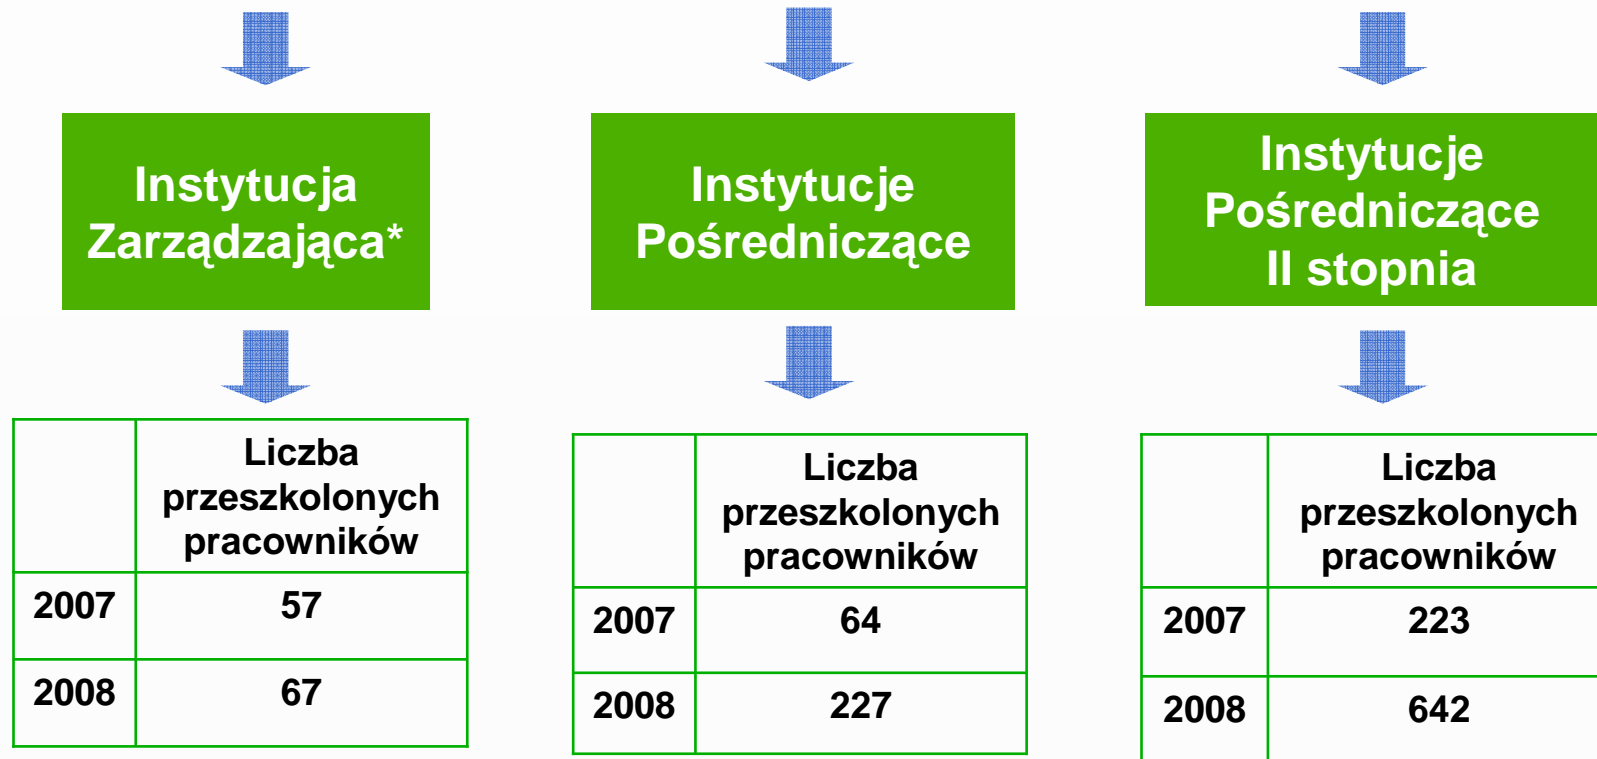 Instytucja
Zarządzająca*
Instytucje
Pośredniczące
Instytucje
Pośredniczące
II stopnia
Liczba
przeszkolonych
pracowników
2007 57
2008 67
Liczba
przeszkolonych
pracowników
2007 64
2008 227
Liczba
przeszkolonych
pracowników
2007 223
2008 642